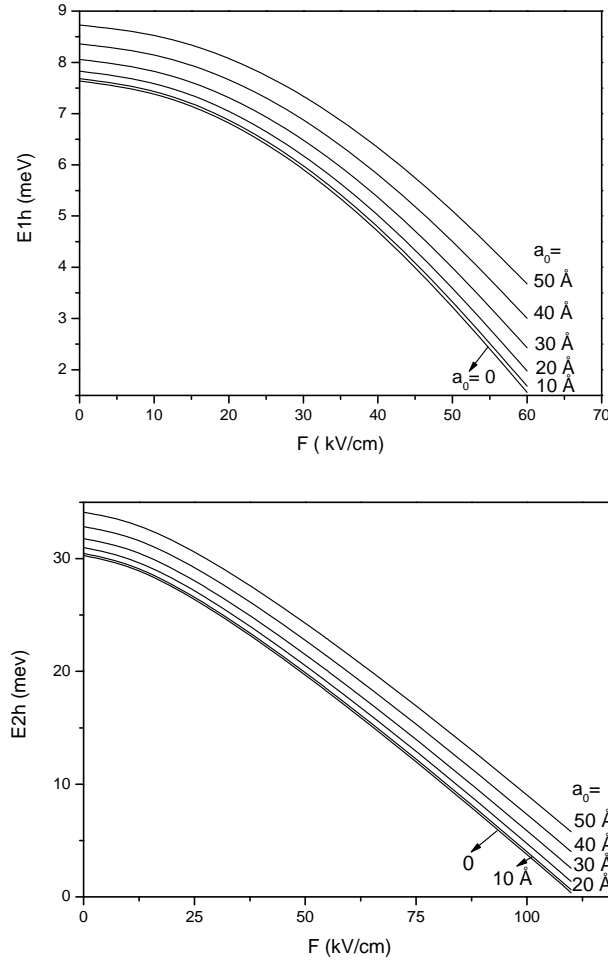 9
8
7
6
5
4
3
2
E1h (meV)
a0=
50 Å
40 Å
30 Å
20 Å
10 Å
a0= 0
0 10 20 30 40 50 60 70
F ( kV/cm)
30
20
10
0
E2h (mev)
a0=
50 Å
40 Å
30 Å
20 Å
0
10 Å
0 25 50 75 100
F (kV/cm)